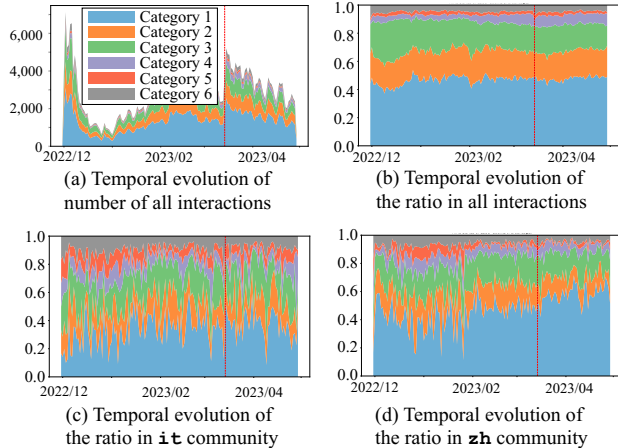 6,000
4,000
2,000
0
Category 1
Category 2
Category 3
Category 4
Category 5
Category 6
2022/12 2023/02 2023/04
(a) Temporal evolution of
number of all interactions
1.0
0.8
0.6
0.4
0.2
0.0
2022/12 2023/02 2023/04
(b) Temporal evolution of
the ratio in all interactions
1.0
0.8
0.6
0.4
0.2
0.0
2022/12 2023/02 2023/04
(c) Temporal evolution of
the ratio in it community
1.0
0.8
0.6
0.4
0.2
0.0
2022/12 2023/02 2023/04
(d) Temporal evolution of
the ratio in zh community